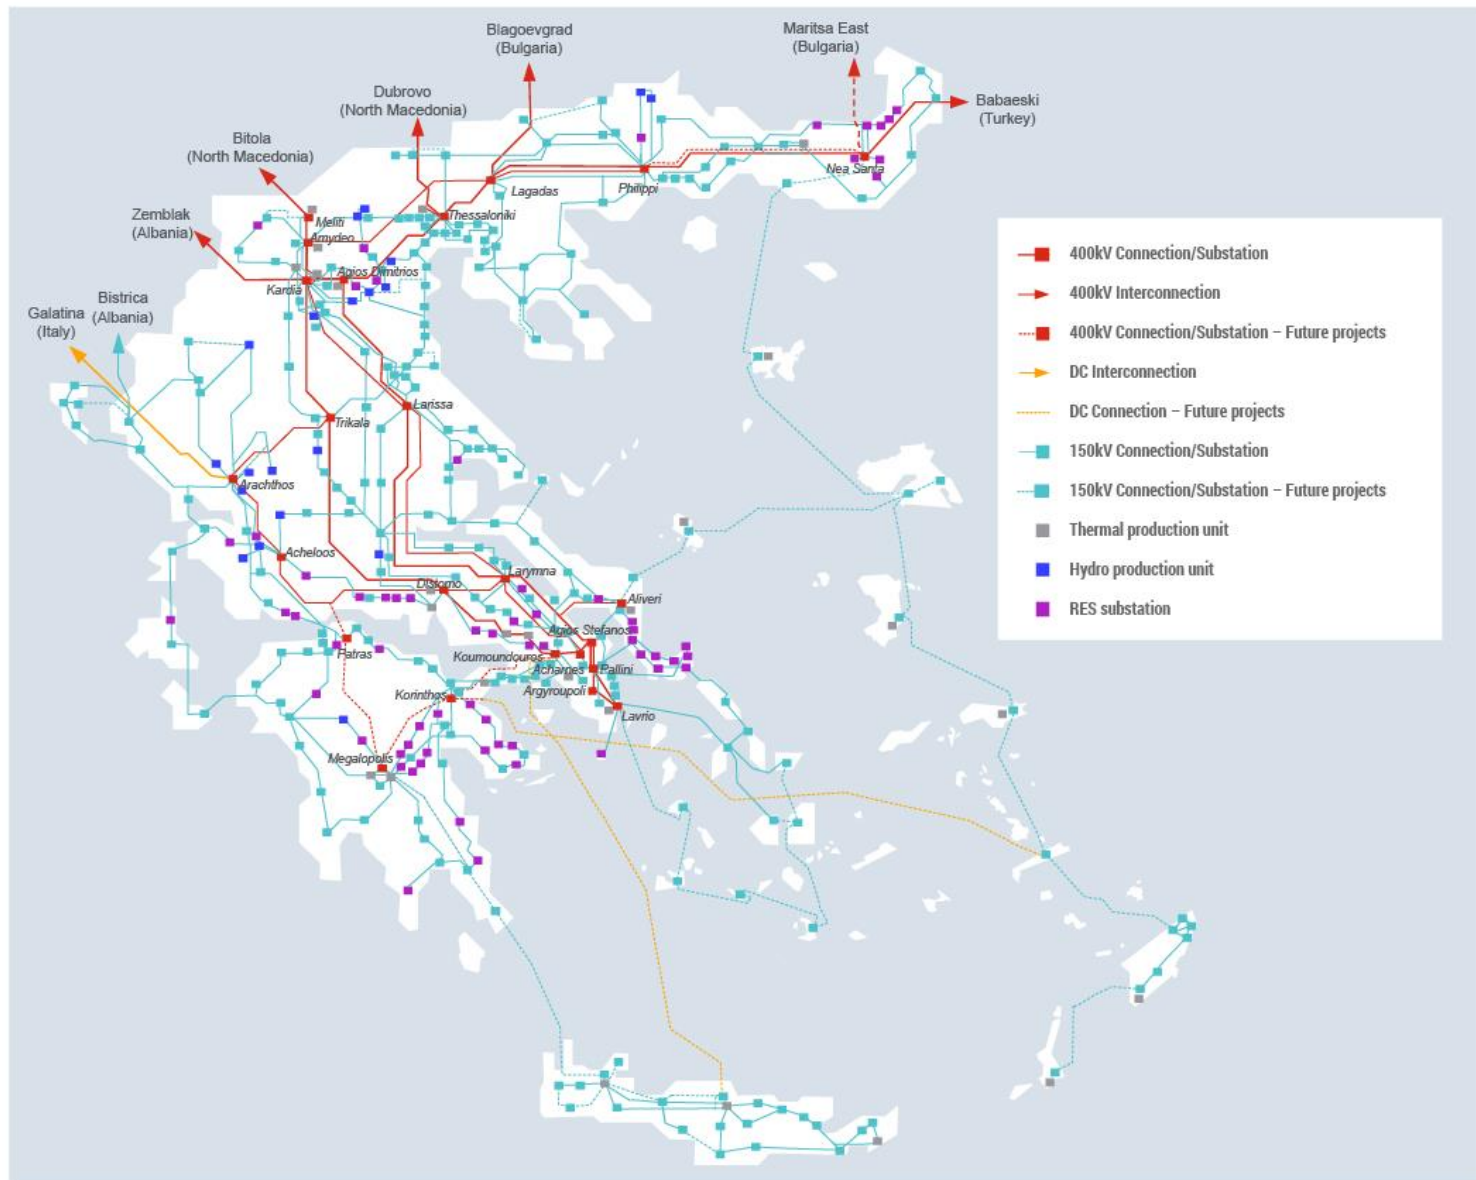 Blagoevgrad
(Bulgaria)
Maritsa East
(Bulgaria)
Dubrovo
(North Macedonia)
Babaeski
(Turkey)
Bitola
(North Macedonia)
Zemblak
(Albania)
Bistrica
(Albania)
Galatina
(Italy)
Lagadas
Philippi
Nea Santa
Meliti
Thessaloniki
Amydeo
Agios Dimitrios
Kardia
Trikala
Larissa
Arachthos
Acheloos
Distomo
Larymna
Aliveri
Agios Stefanos
Patras
Koumoundouros
Acharnes
Pallini
Korinthos
Argyroupoli
Lavrio
Megalopolis
400kV Connection/Substation
400kV Interconnection
400kV Connection/Substation – Future projects
DC Interconnection
DC Connection – Future projects
150kV Connection/Substation
150kV Connection/Substation – Future projects
Thermal production unit
Hydro production unit
RES substation